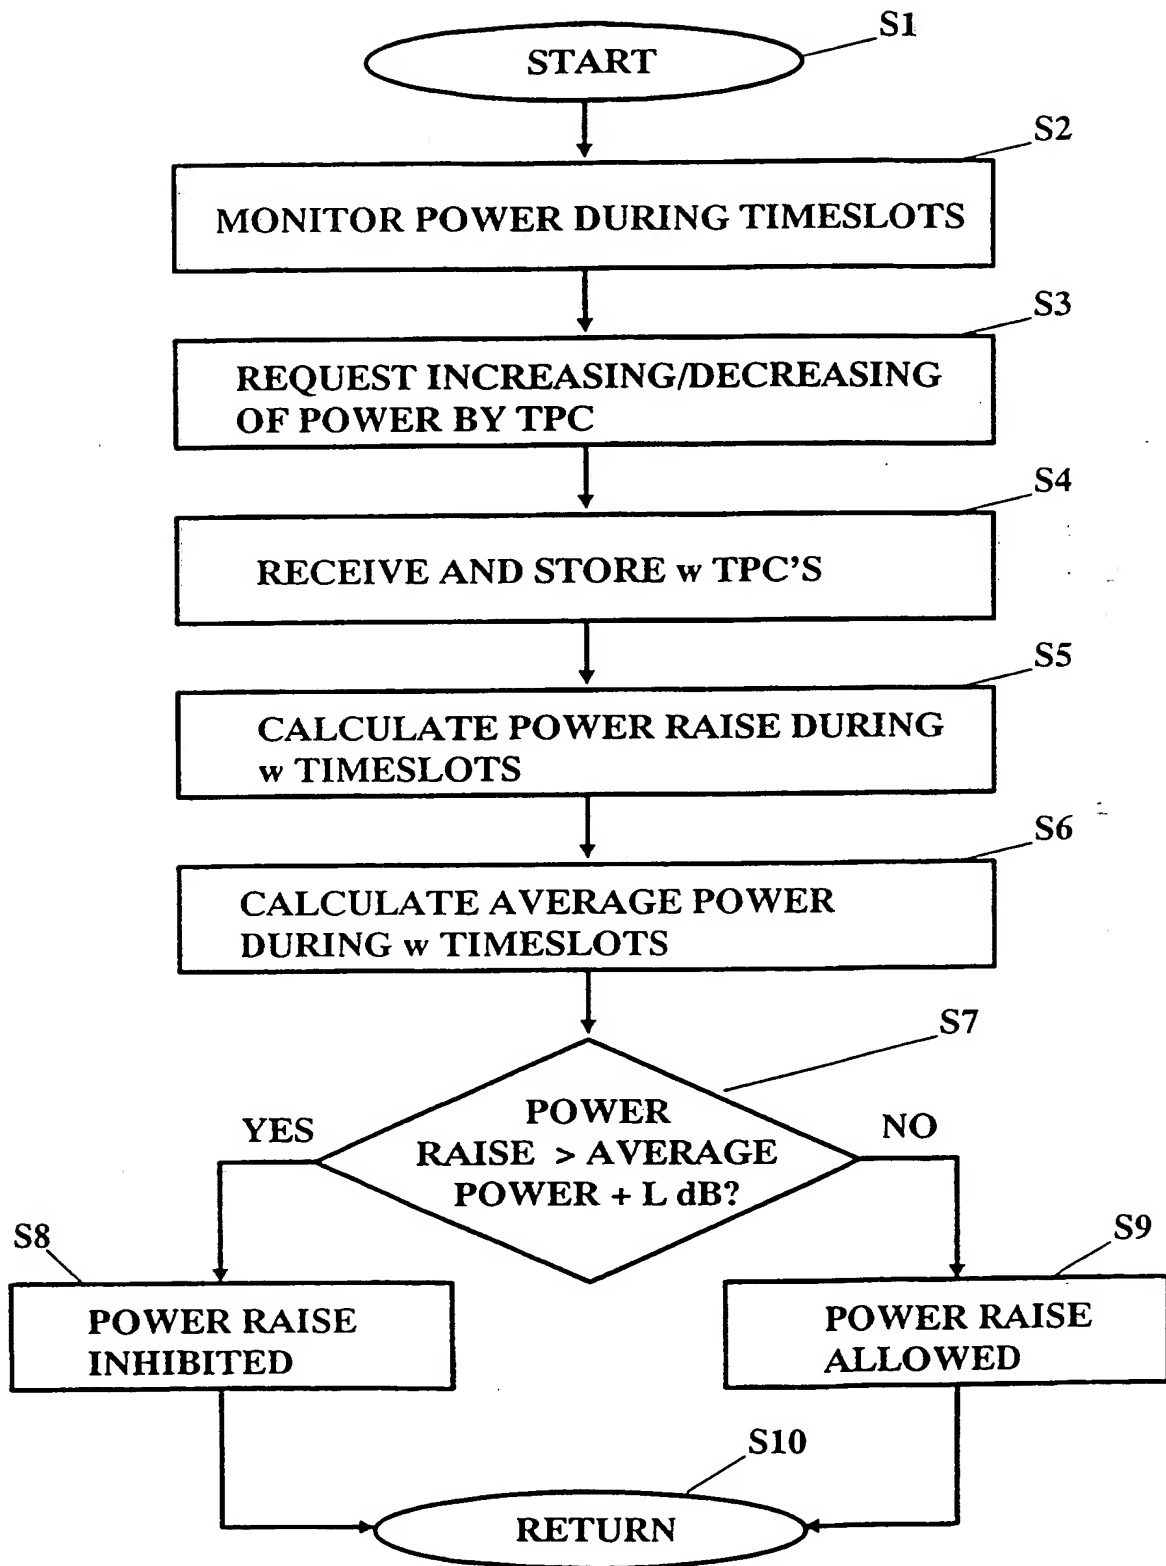 S1
START
S2
MONITOR POWER DURING TIMESLOTS
S3
REQUEST INCREASING/DECREASING
OF POWER BY TPC
S4
RECEIVE AND STORE w TPC'S
S5
CALCULATE POWER RAISE DURING
w TIMESLOTS
S6
CALCULATE AVERAGE POWER
DURING w TIMESLOTS
S7
POWER
RAISE > AVERAGE
POWER + L dB?
YES
NO
S8
POWER RAISE
INHIBITED
S9
POWER RAISE
ALLOWED
S10
RETURN